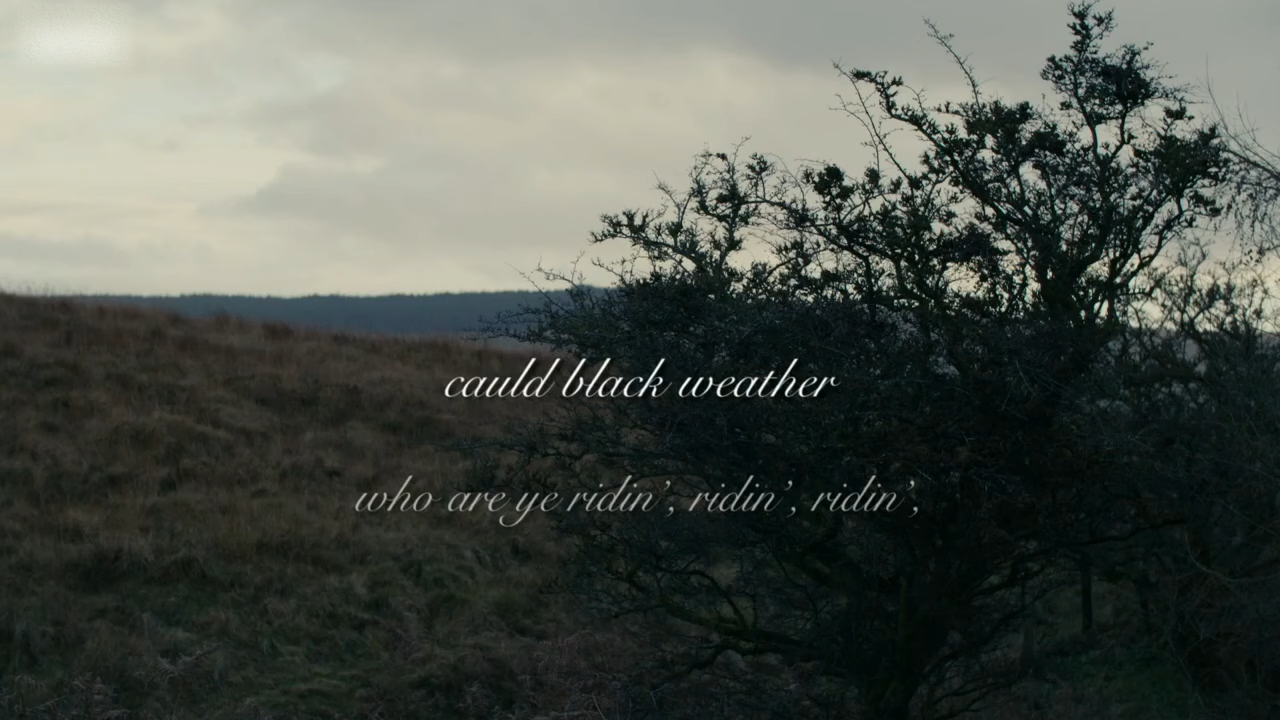 cauld black weather
who are ye ridin’, ridin’, ridin’,